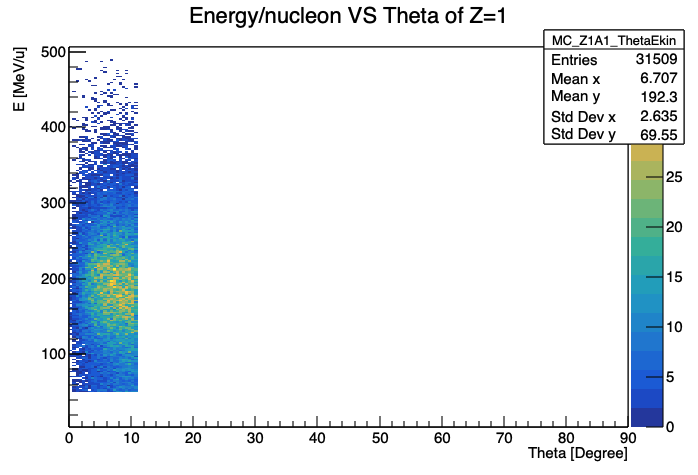 Energy/nucleon VS Theta of Z=1
MC_Z1A1_ThetaEkin
Entries 31509
Mean x 6.707
Mean y 192.3
Std Dev x 2.635
Std Dev y 69.55
E [MeV/u]
500
400
300
200
100
25
20
15
10
5
0
0 10 20 30 40 50 60 70 80 90
Theta [Degree]